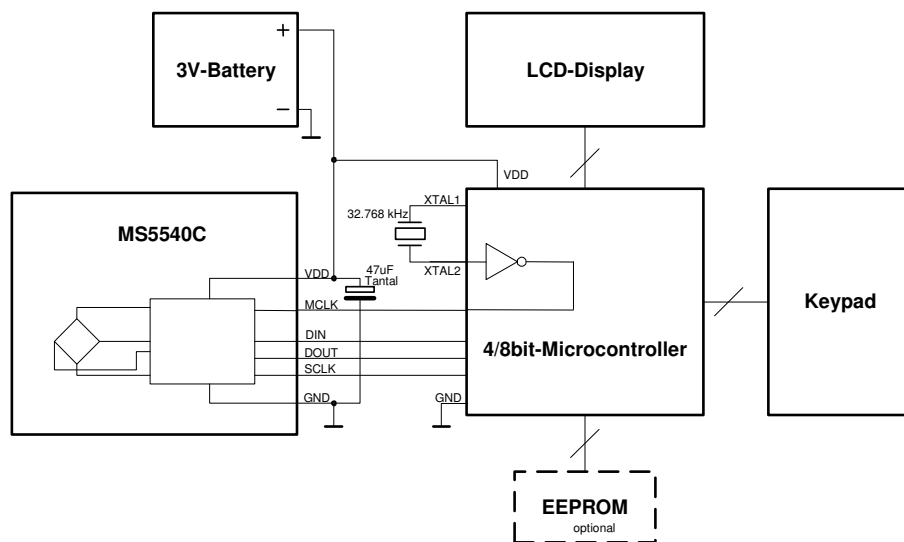 +
3V-Battery
−
LCD-Display
VDD
XTAL1
32.768 kHz
XTAL2
MS5540C
VDD
47uF
Tantal
MCLK
DIN
DOUT
SCLK
GND
GND
4/8bit-Microcontroller
Keypad
EEPROM
optional